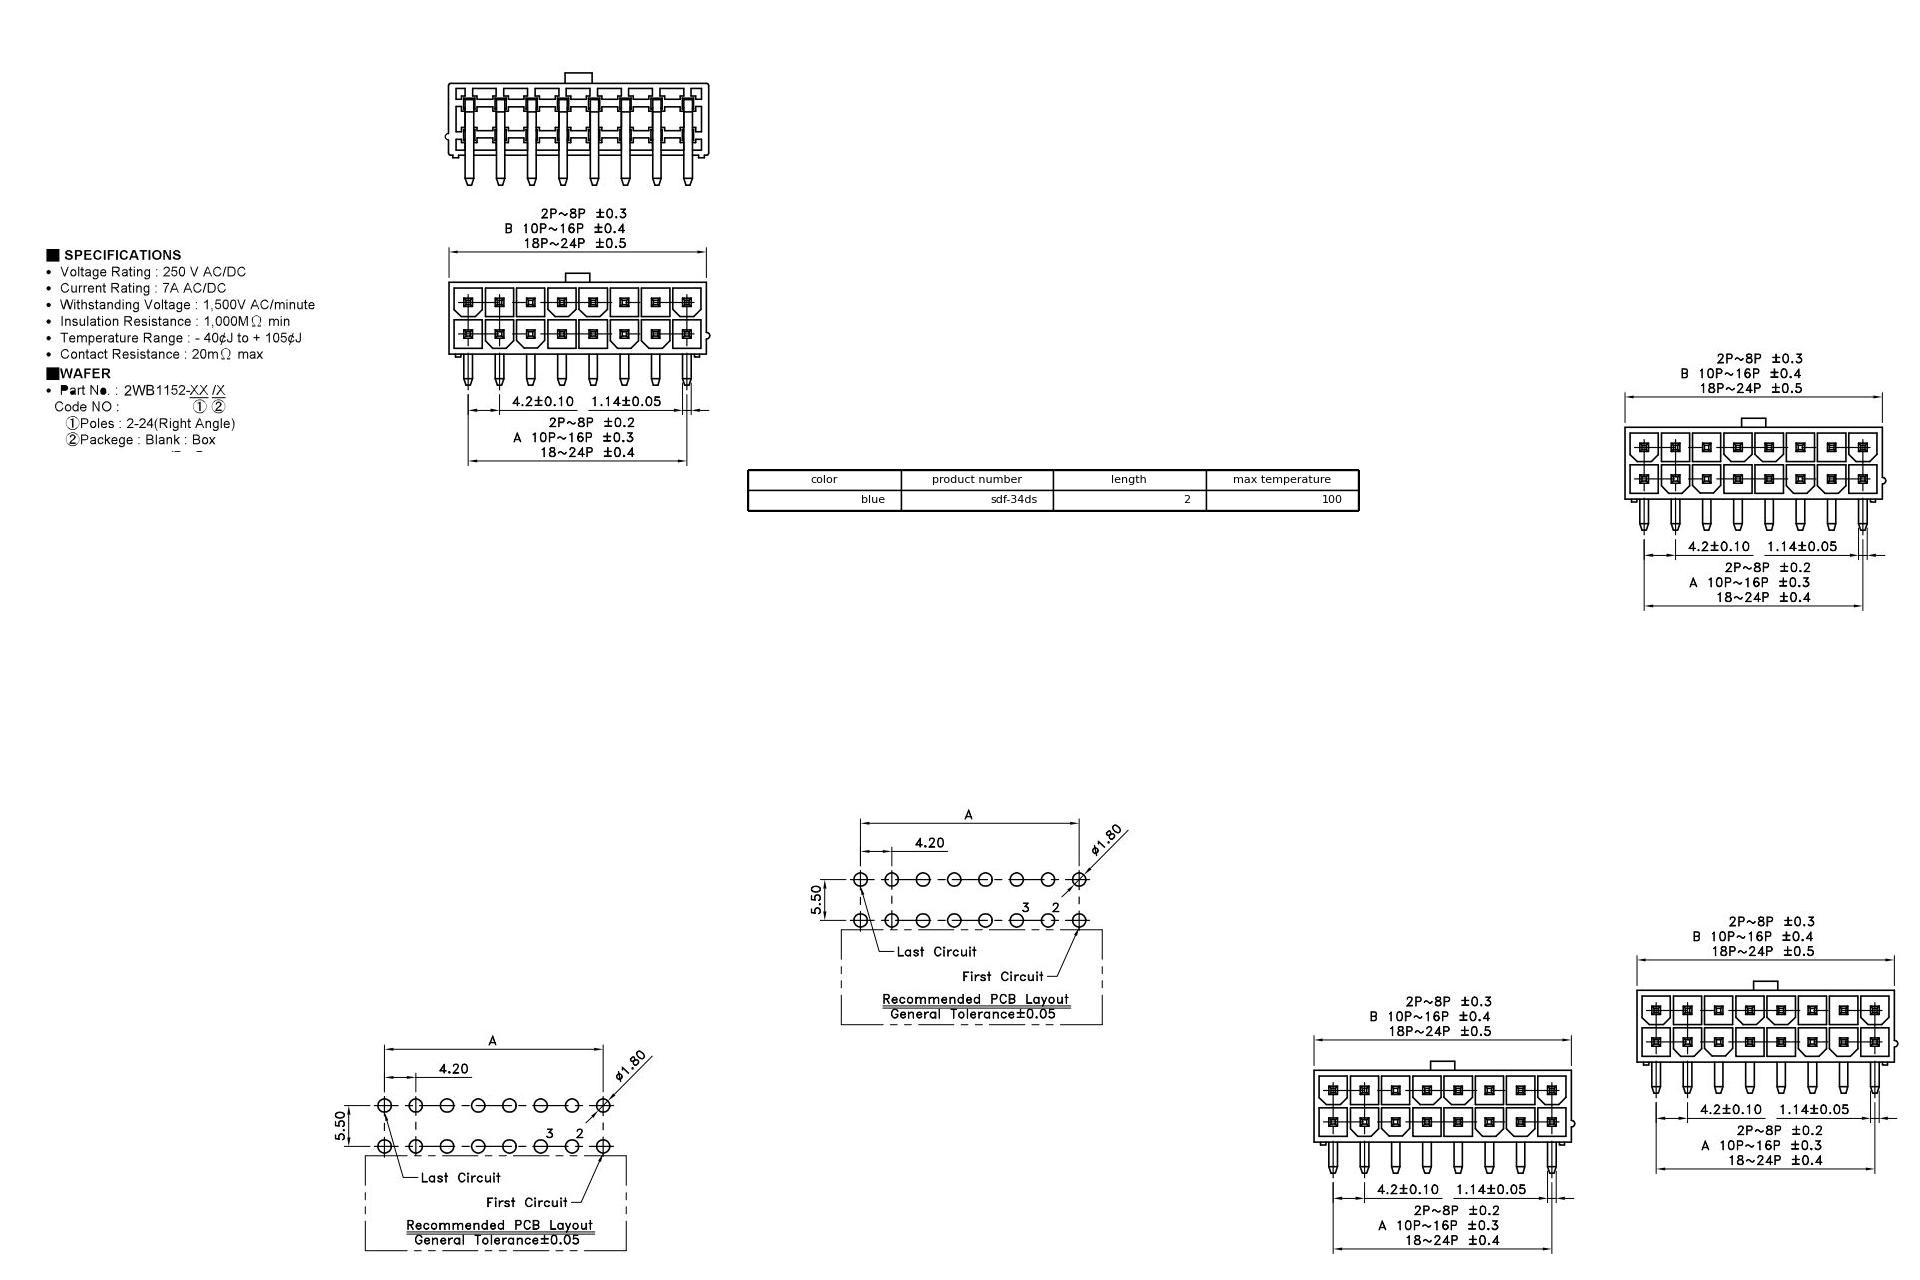 2P~8P ±0.3
B 10P~16P ±0.4
18P~24P ±0.5
4.2±0.10 1.14±0.05
2P~8P ±0.2
A 10P~16P ±0.3
18~24P ±0.4
■ SPECIFICATIONS
• Voltage Rating : 250 V AC/DC
• Current Rating : 7A AC/DC
• Withstanding Voltage : 1,500V AC/minute
• Insulation Resistance : 1,000MΩ min
• Temperature Range : - 40¢J to + 105¢J
• Contact Resistance : 20mΩ max
■WAFER
• Part No. : 2WB1152-XX /X
Code NO : ① ②
①Poles : 2-24(Right Angle)
②Packege : Blank : Box
color product number length max temperature
blue sdf-34ds 2 100
2P~8P ±0.3
B 10P~16P ±0.4
18P~24P ±0.5
4.2±0.10 1.14±0.05
2P~8P ±0.2
A 10P~16P ±0.3
18~24P ±0.4
A
4.20
ø1.80
5.50
3 2
Last Circuit
First Circuit
Recommended PCB Layout
General Tolerance±0.05
2P~8P ±0.3
B 10P~16P ±0.4
18P~24P ±0.5
4.2±0.10 1.14±0.05
2P~8P ±0.2
A 10P~16P ±0.3
18~24P ±0.4
2P~8P ±0.3
B 10P~16P ±0.4
18P~24P ±0.5
4.2±0.10 1.14±0.05
2P~8P ±0.2
A 10P~16P ±0.3
18~24P ±0.4
A
4.20
ø1.80
5.50
3 2
Last Circuit
First Circuit
Recommended PCB Layout
General Tolerance±0.05